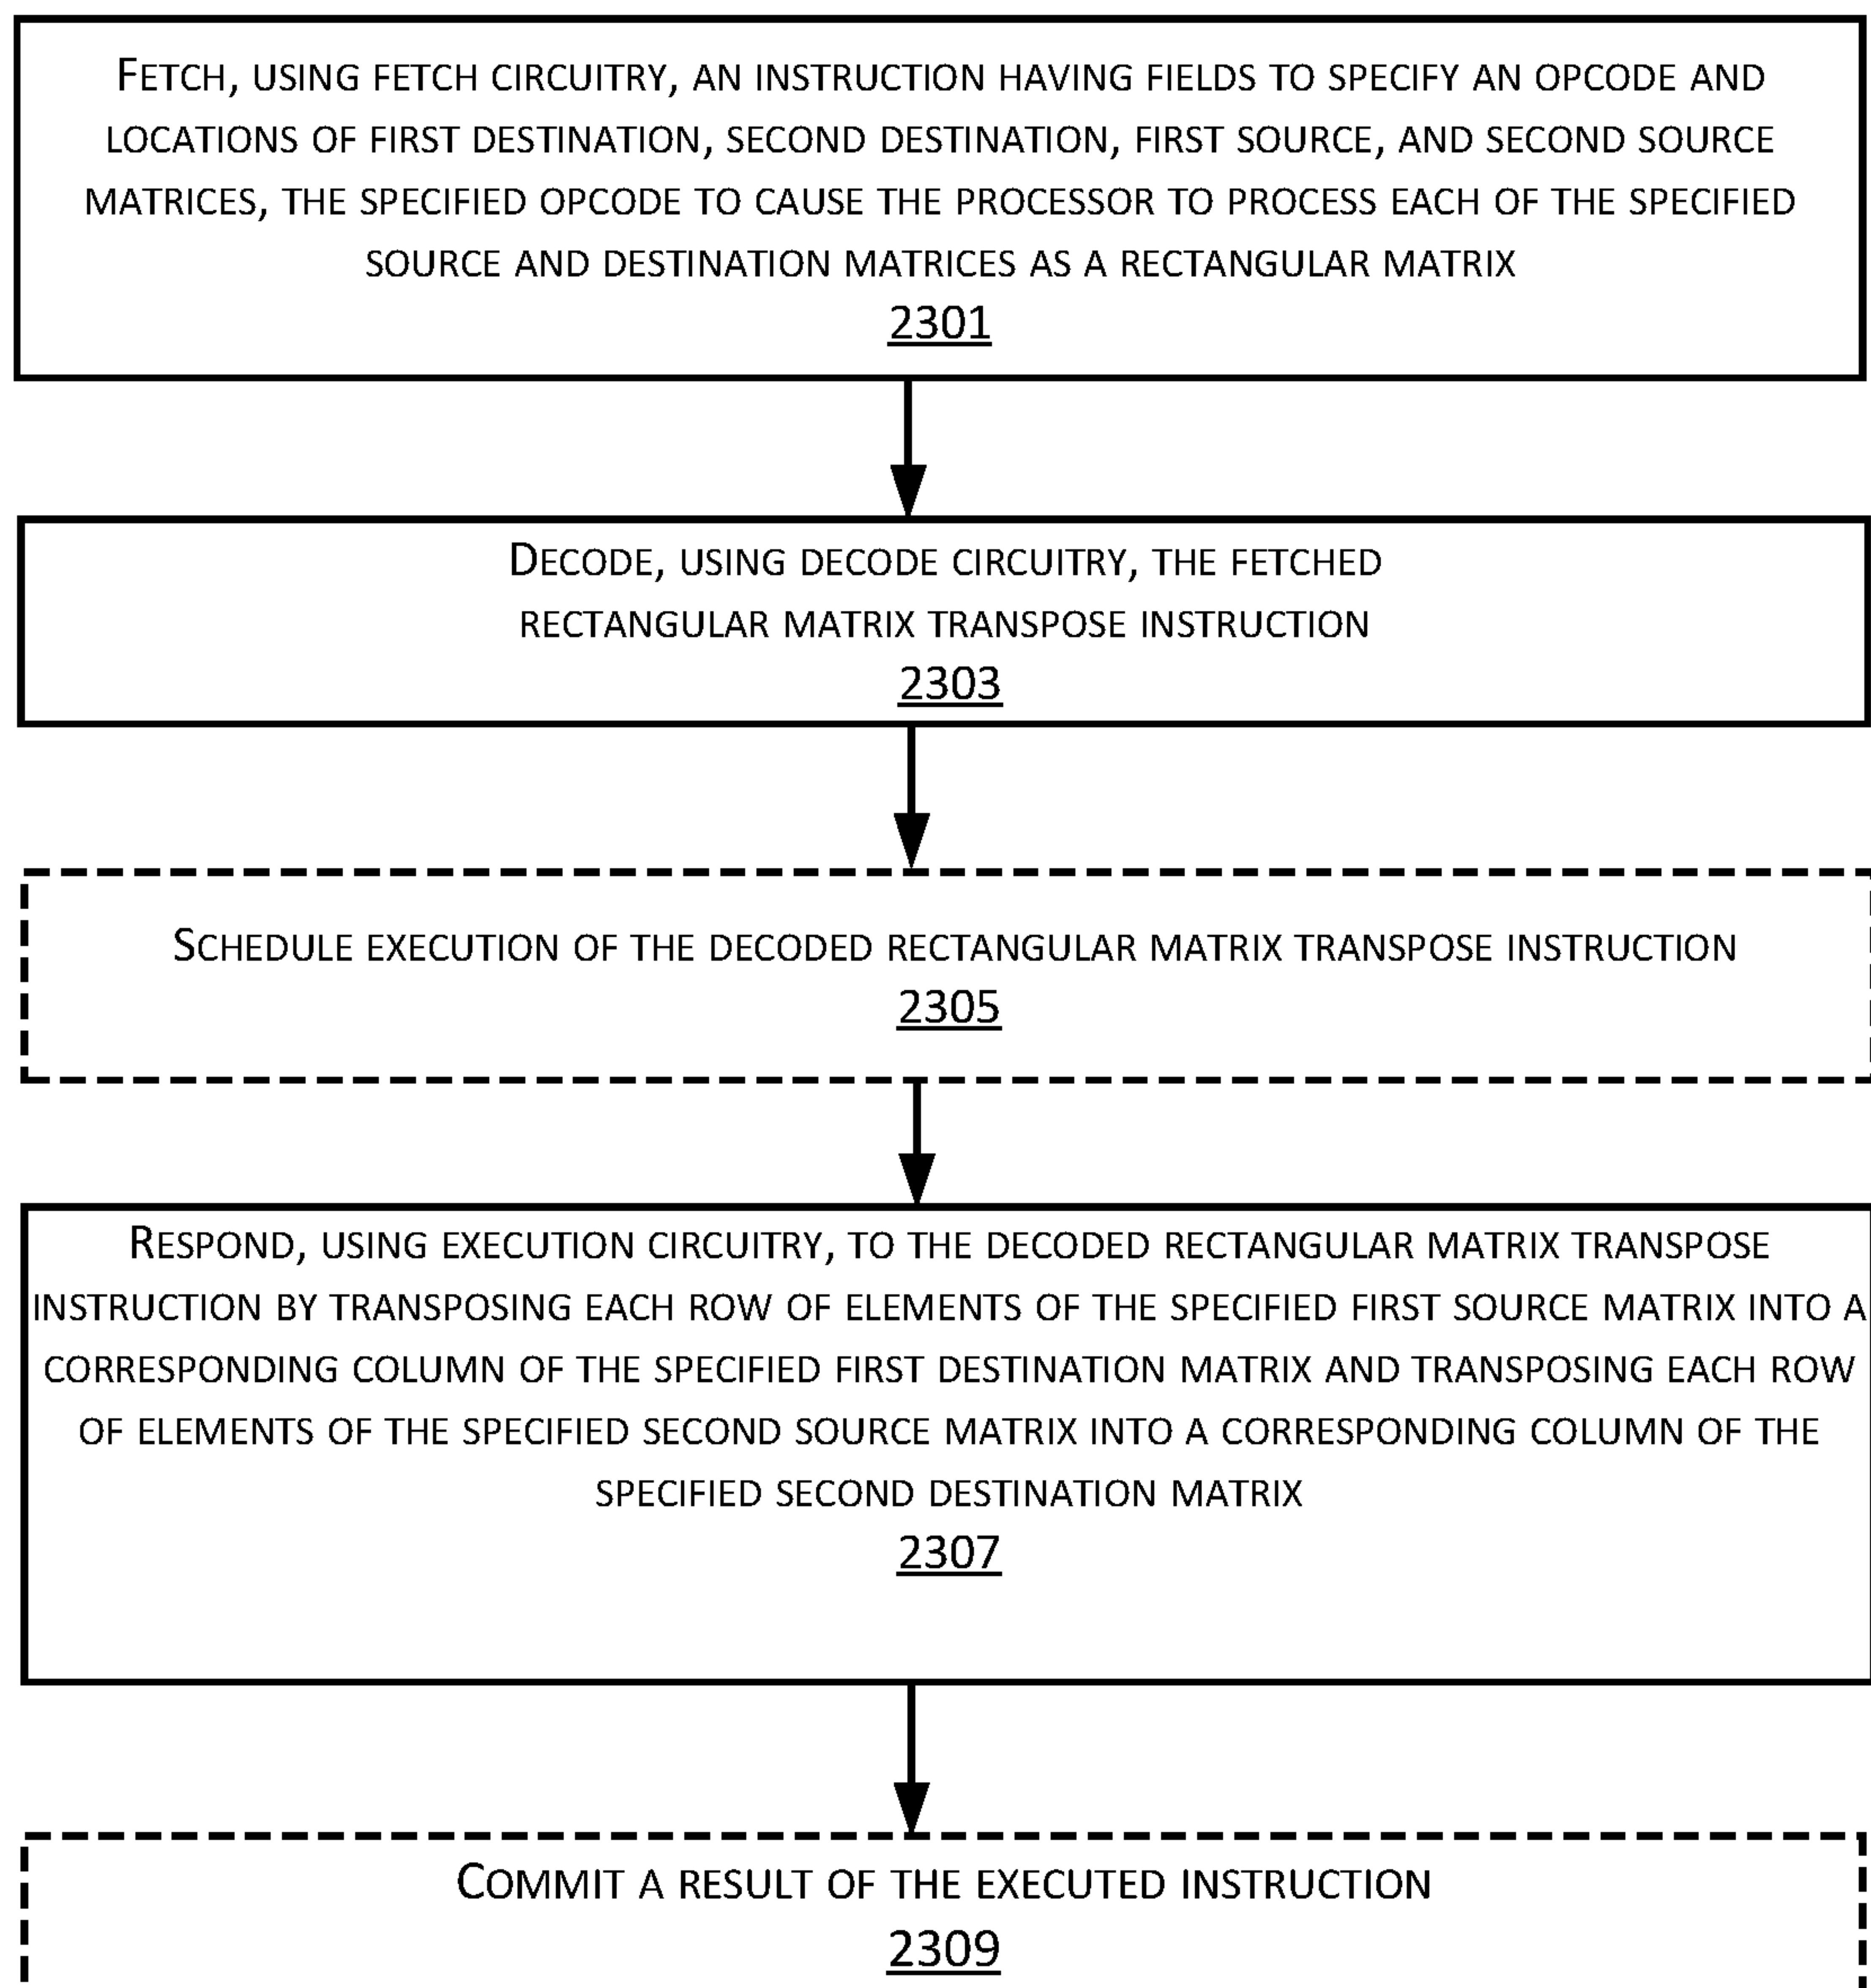 FETCH, USING FETCH CIRCUITRY, AN INSTRUCTION HAVING FIELDS TO SPECIFY AN OPCODE AND
LOCATIONS OF FIRST DESTINATION, SECOND DESTINATION, FIRST SOURCE, AND SECOND SOURCE
MATRICES, THE SPECIFIED OPCODE TO CAUSE THE PROCESSOR TO PROCESS EACH OF THE SPECIFIED
SOURCE AND DESTINATION MATRICES AS A RECTANGULAR MATRIX
2301
DECODE, USING DECODE CIRCUITRY, THE FETCHED
RECTANGULAR MATRIX TRANSPOSE INSTRUCTION
2303
SCHEDULE EXECUTION OF THE DECODED RECTANGULAR MATRIX TRANSPOSE INSTRUCTION
2305
RESPOND, USING EXECUTION CIRCUITRY, TO THE DECODED RECTANGULAR MATRIX TRANSPOSE
INSTRUCTION BY TRANSPOSING EACH ROW OF ELEMENTS OF THE SPECIFIED FIRST SOURCE MATRIX INTO A
CORRESPONDING COLUMN OF THE SPECIFIED FIRST DESTINATION MATRIX AND TRANSPOSING EACH ROW
OF ELEMENTS OF THE SPECIFIED SECOND SOURCE MATRIX INTO A CORRESPONDING COLUMN OF THE
SPECIFIED SECOND DESTINATION MATRIX
2307
COMMIT A RESULT OF THE EXECUTED INSTRUCTION
2309